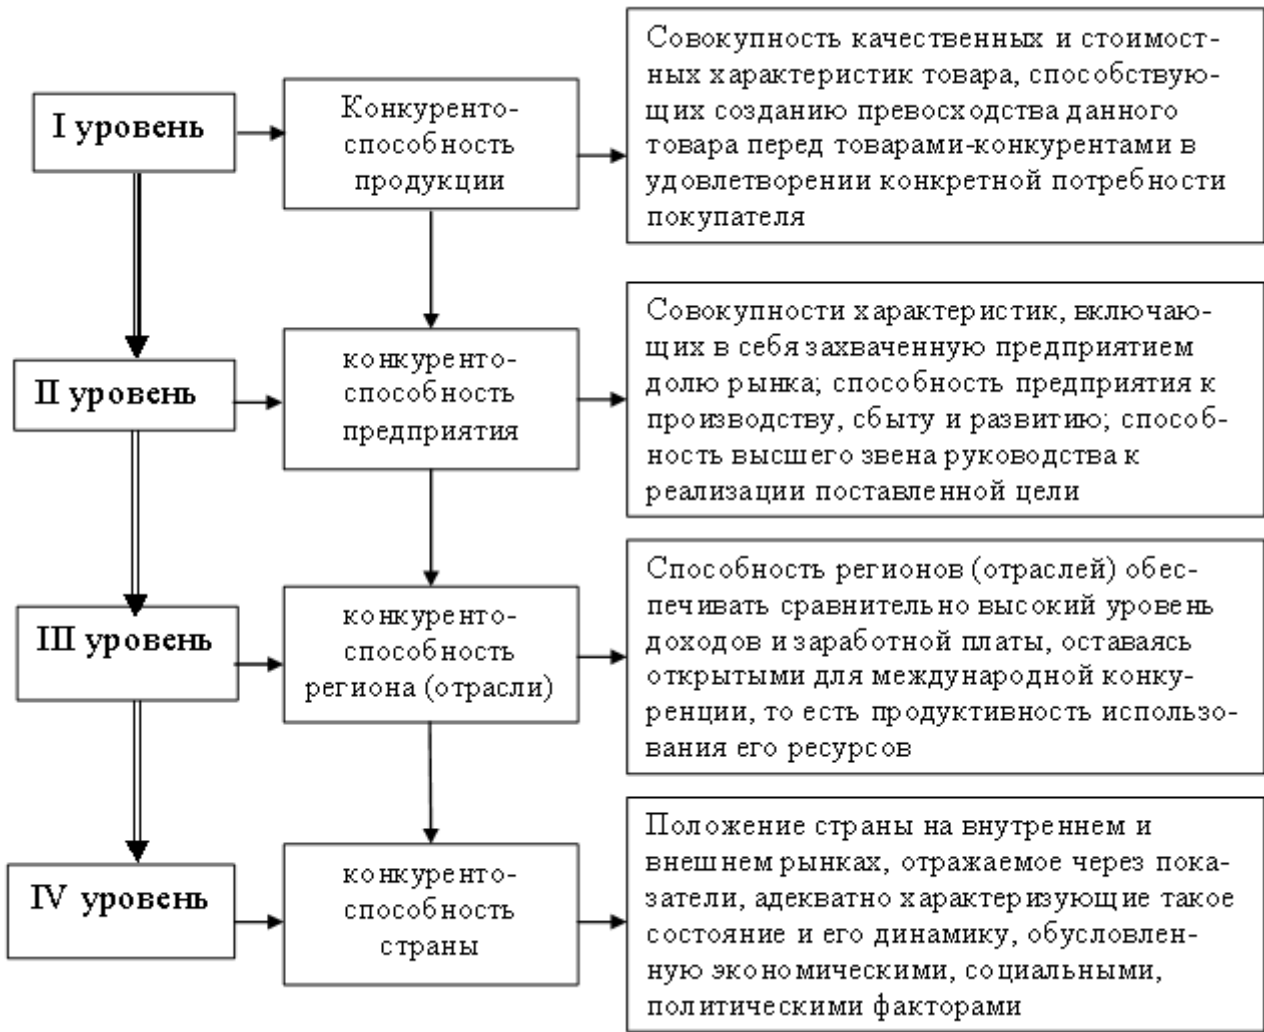 I уровень
Конкуренто-
способность
продукции
Совокупность качественных и стоимост-
ных характеристик товара, способствую-
щих созданию превосходства данного
товара перед товарами-конкурентами в
удовлетворении конкретной потребности
покупателя
II уровень
конкуренто-
способность
предприятия
Совокупности характеристик, включаю-
щих в себя захваченную предприятием
долю рынка; способность предприятия к
производству, сбыту и развитию; способ-
ность высшего звена руководства к
реализации поставленной цели
III уровень
конкуренто-
способность
региона (отрасли)
Способность регионов (отраслей) обес-
печивать сравнительно высокий уровень
доходов и заработной платы, оставаясь
открытыми для международной конку-
ренции, то есть продуктивность использо-
вания его ресурсов
IV уровень
конкуренто-
способность
страны
Положение страны на внутреннем и
внешнем рынках, отражаемое через пока-
затели, адекватно характеризующие такое
состояние и его динамику, обусловлен-
ную экономическими, социальными,
политическими факторами